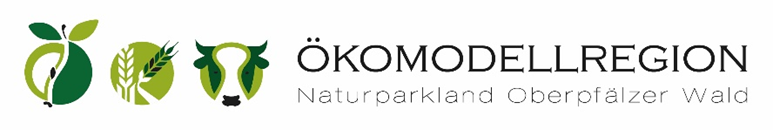 ÖKOMODELLREGION
Naturparkland Oberpfälzer Wald